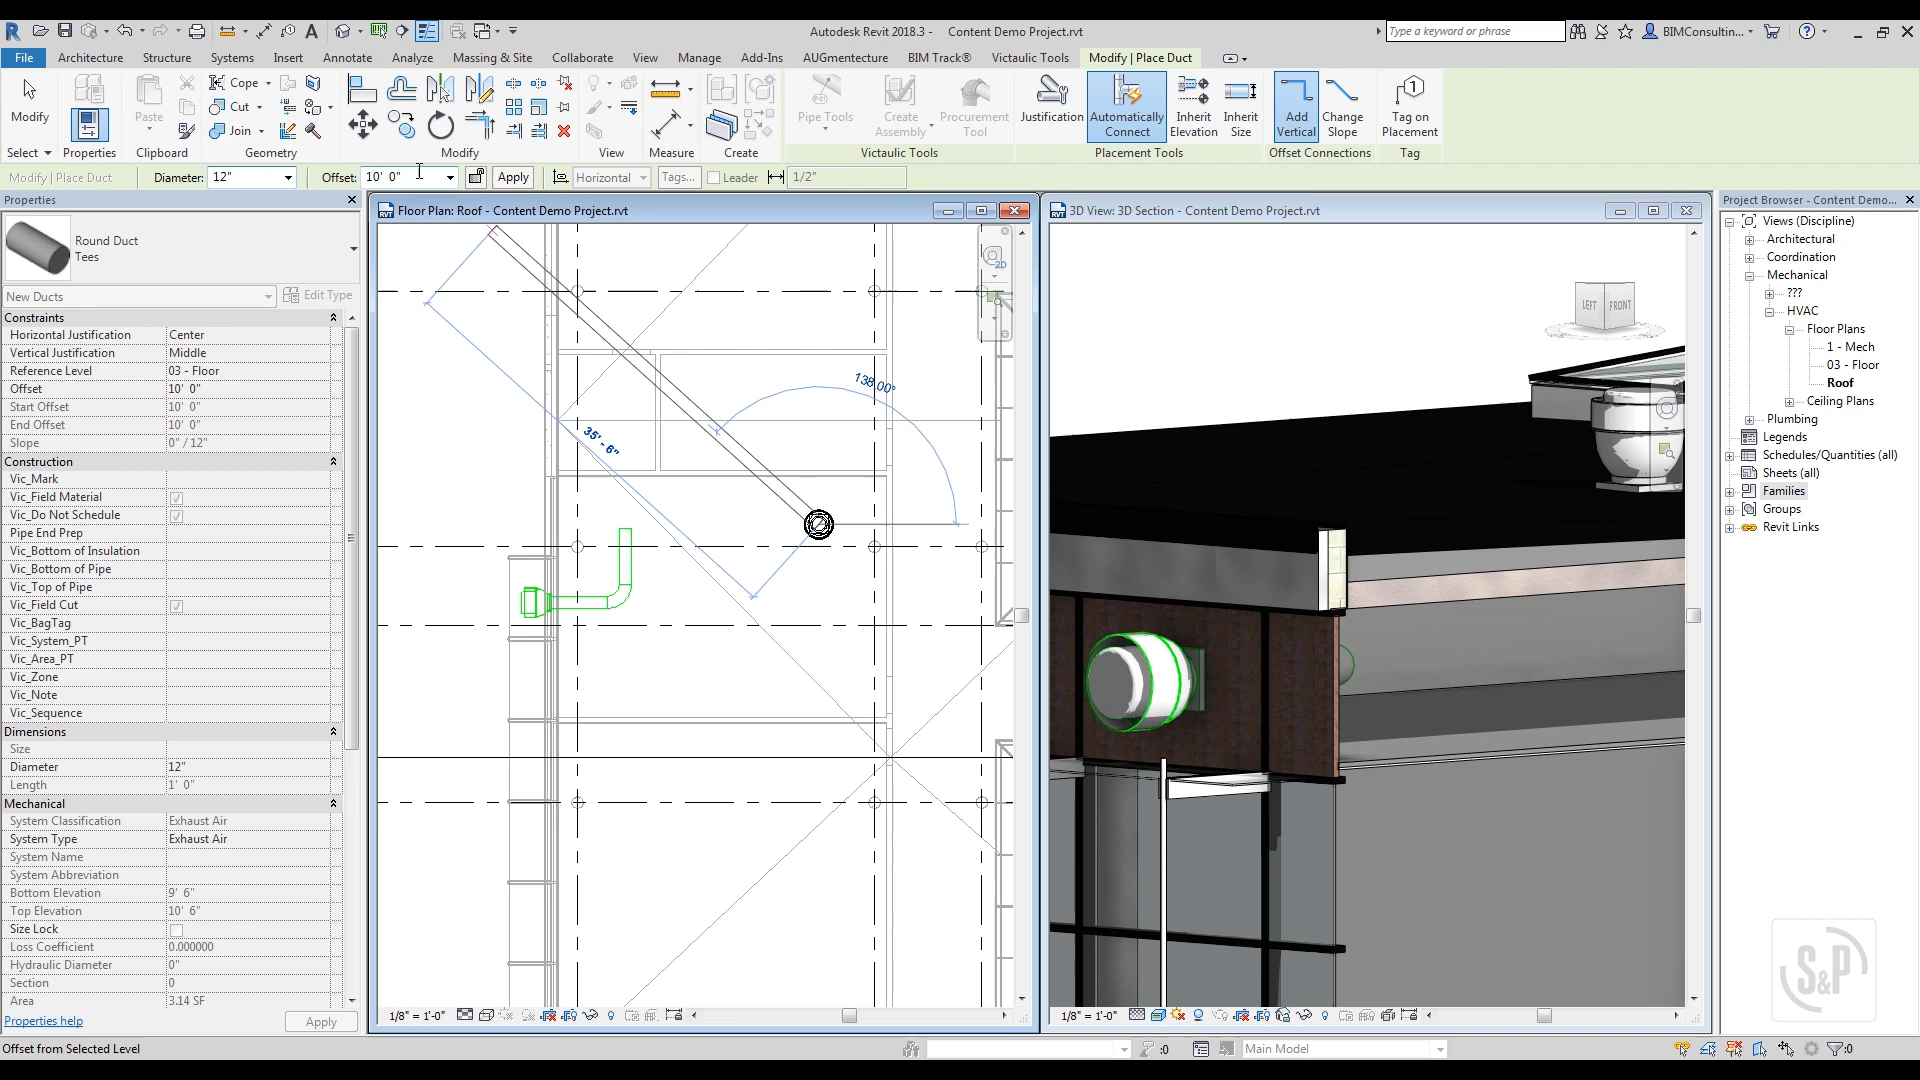 Autodesk Revit 2018.3 - Content Demo Project.rvt
Type a keyword or phrase
BIMConsultin...
File Architecture Structure Systems Insert Annotate Analyze Massing & Site Collaborate View Manage Add-Ins AUGmentecture BIM Track® Victaulic Tools Modify | Place Duct
Modify
Select
Properties
Paste
Clipboard
Cope
Cut
Join
Geometry
Modify
View
Measure
Create
Pipe Tools
Create Assembly
Procurement Tool
Victaulic Tools
Justification
Automatically Connect
Inherit Elevation
Inherit Size
Placement Tools
Add Vertical
Change Slope
Offset Connections
Tag on Placement
Tag
Modify | Place Duct
Diameter: 12"
Offset: 10' 0"
Apply
Horizontal
Tags...
Leader
1/2"
Properties
Round Duct
Tees
New Ducts
Edit Type
Constraints
Horizontal Justification Center
Vertical Justification Middle
Reference Level 03 - Floor
Offset 10' 0"
Start Offset 10' 0"
End Offset 10' 0"
Slope 0" / 12"
Construction
Vic_Mark
Vic_Field Material
Vic_Do Not Schedule
Pipe End Prep
Vic_Bottom of Insulation
Vic_Bottom of Pipe
Vic_Top of Pipe
Vic_Field Cut
Vic_BagTag
Vic_System_PT
Vic_Area_PT
Vic_Zone
Vic_Note
Vic_Sequence
Dimensions
Size
Diameter 12"
Length 1' 0"
Mechanical
System Classification Exhaust Air
System Type Exhaust Air
System Name
System Abbreviation
Bottom Elevation 9' 6"
Top Elevation 10' 6"
Size Lock
Loss Coefficient 0.000000
Hydraulic Diameter 0"
Section 0
Area 3.14 SF
Properties help
Apply
Floor Plan: Roof - Content Demo Project.rvt
2D
138.00°
35' - 6"
1/8" = 1'-0"
3D View: 3D Section - Content Demo Project.rvt
LEFT FRONT
1/8" = 1'-0"
Project Browser - Content Demo...
Views (Discipline)
Architectural
Coordination
Mechanical
???
HVAC
Floor Plans
1 - Mech
03 - Floor
Roof
Ceiling Plans
Plumbing
Legends
Schedules/Quantities (all)
Sheets (all)
Families
Groups
Revit Links
S&P
Offset from Selected Level
:0
Main Model
:0